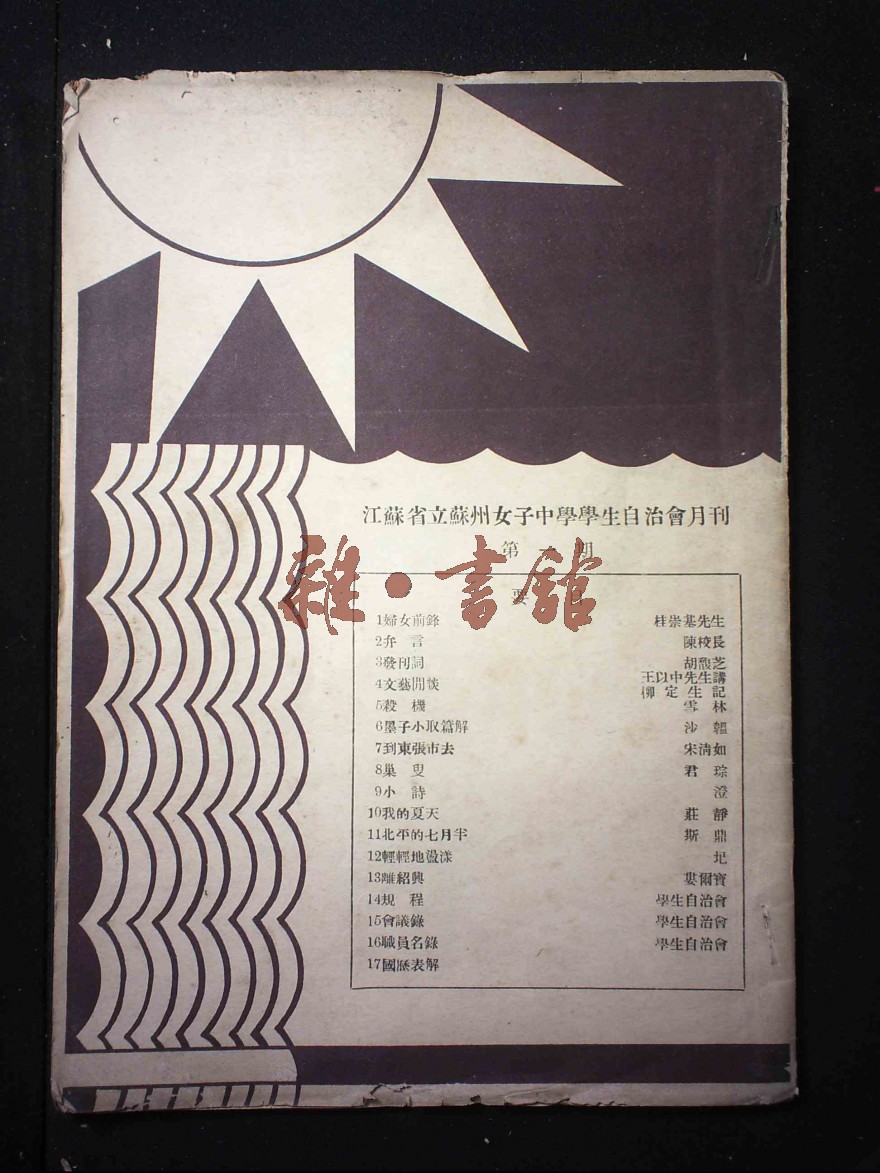 江蘇省立蘇州女子中學學生自治會月刊
第一期
雜·書館
要目
1婦女前鋒 桂崇基先生
2弁言 陳校長
3發刊詞 胡馥芝
4文藝閒談 王以中先生講 柳定生記
5殺機 雪林
6墨子小取篇解 沙韞
7到東張市去 宋清如
8巢叟 君琮
9小詩 澄
10我的夏天 莊靜
11北平的七月半 斯鼎
12輕輕地盪漾 圯
13離紹興 婁爾寶
14規程 學生自治會
15會議錄 學生自治會
16職員名錄 學生自治會
17國歷表解